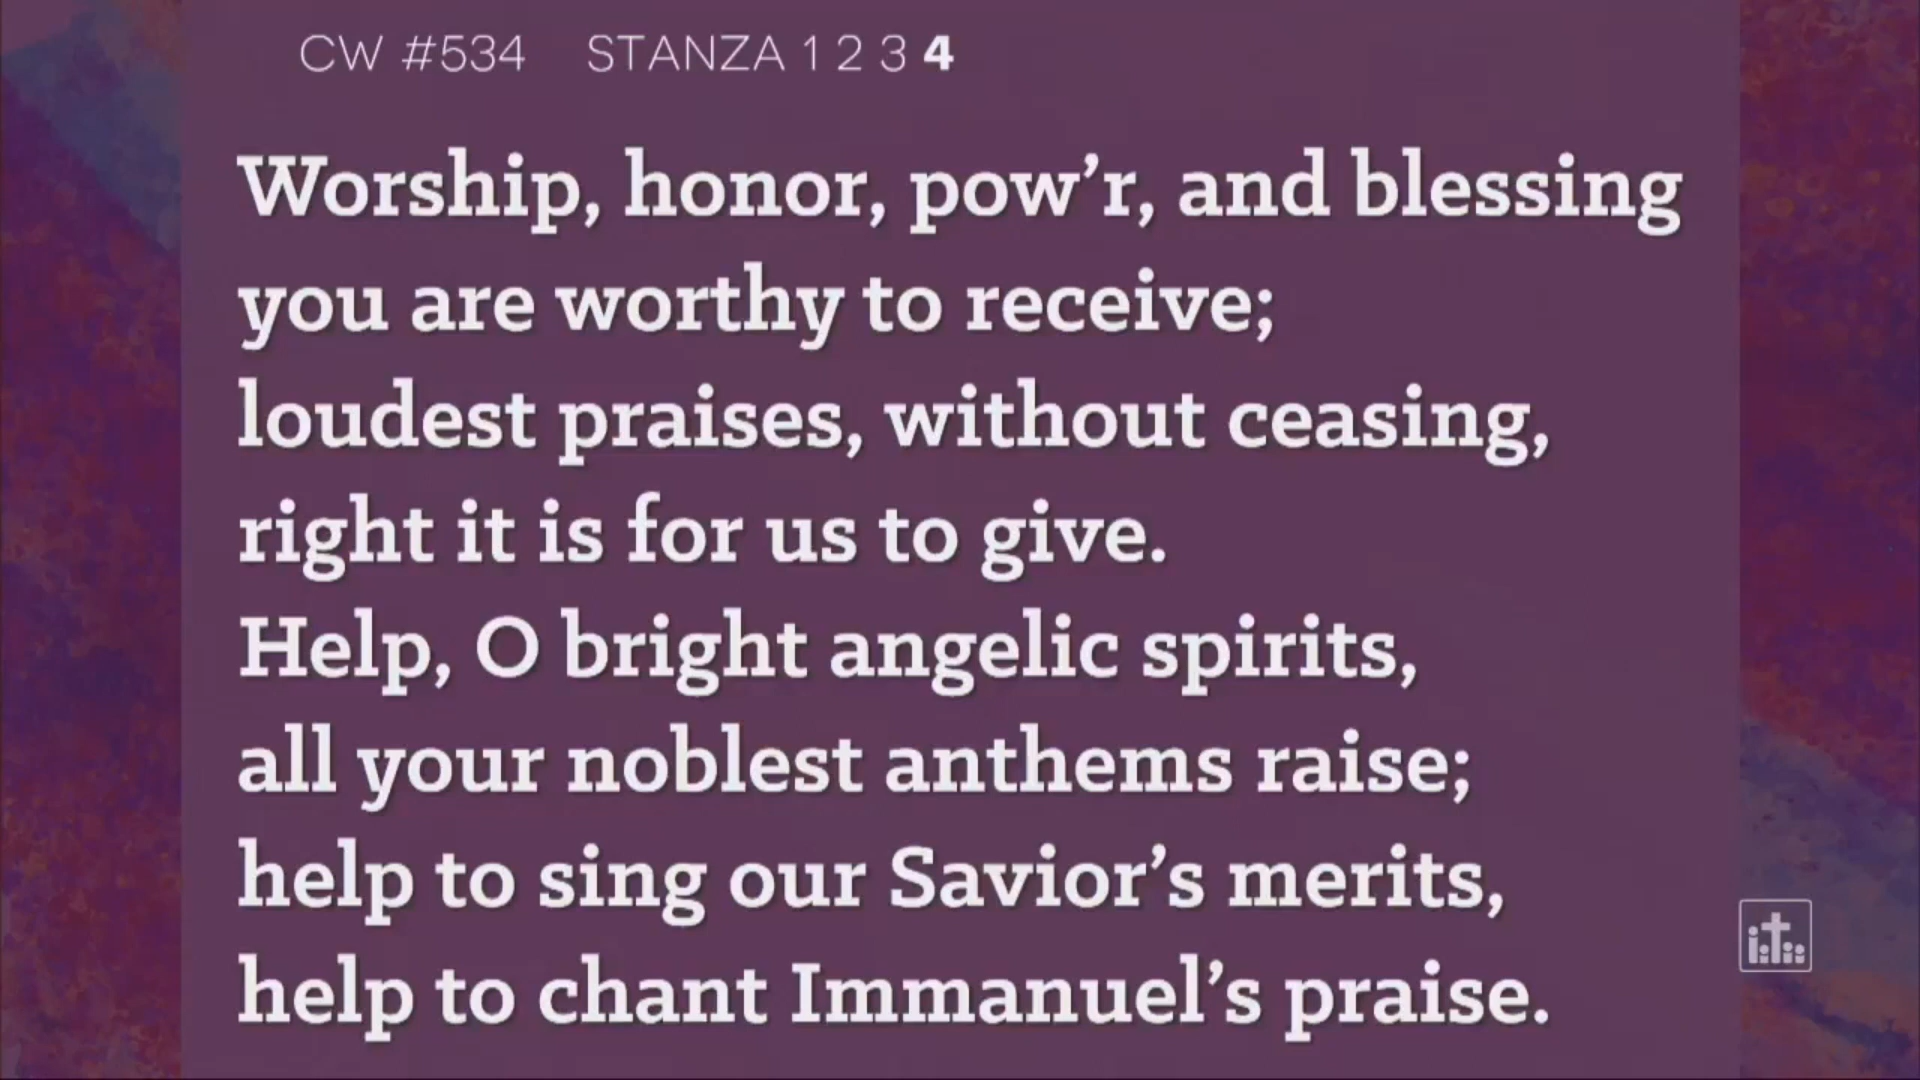 CW #534 STANZA 1 2 3 4
Worship, honor, pow’r, and blessing
you are worthy to receive;
loudest praises, without ceasing,
right it is for us to give.
Help, O bright angelic spirits,
all your noblest anthems raise;
help to sing our Savior’s merits,
help to chant Immanuel’s praise.